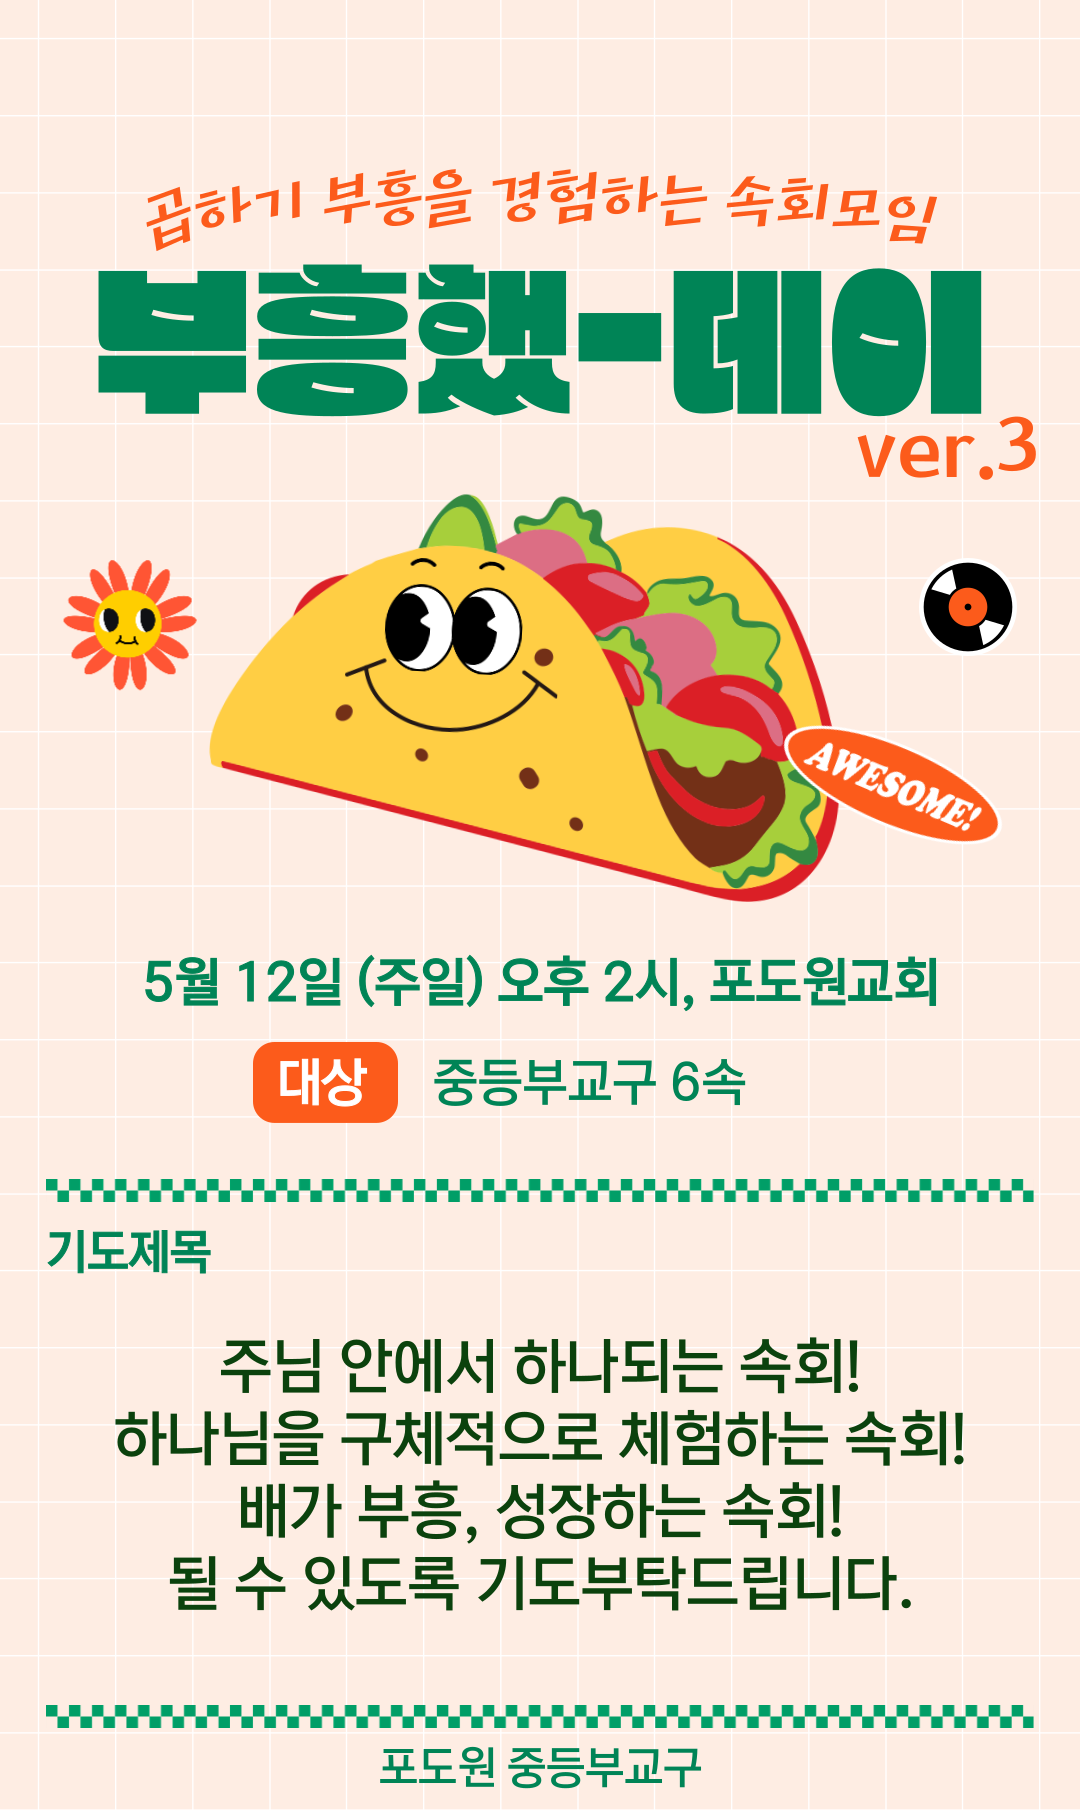 곱하기 부흥을 경험하는 속회모임
부흥했-데이
ver.3
AWESOME!
5월 12일 (주일) 오후 2시, 포도원교회
대상 중등부교구 6속
기도제목
주님 안에서 하나되는 속회!
하나님을 구체적으로 체험하는 속회!
배가 부흥, 성장하는 속회!
될 수 있도록 기도부탁드립니다.
포도원 중등부교구